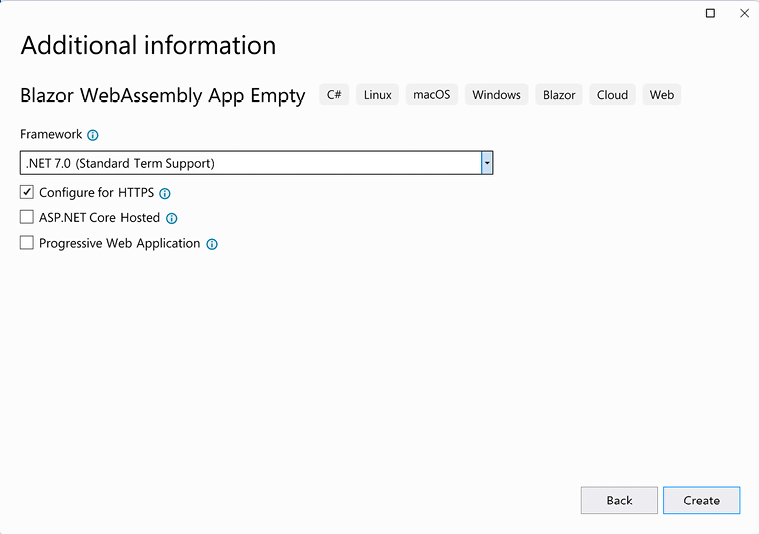 Additional information
Blazor WebAssembly App Empty C# Linux macOS Windows Blazor Cloud Web
Framework
.NET 7.0 (Standard Term Support)
Configure for HTTPS
ASP.NET Core Hosted
Progressive Web Application
Back Create